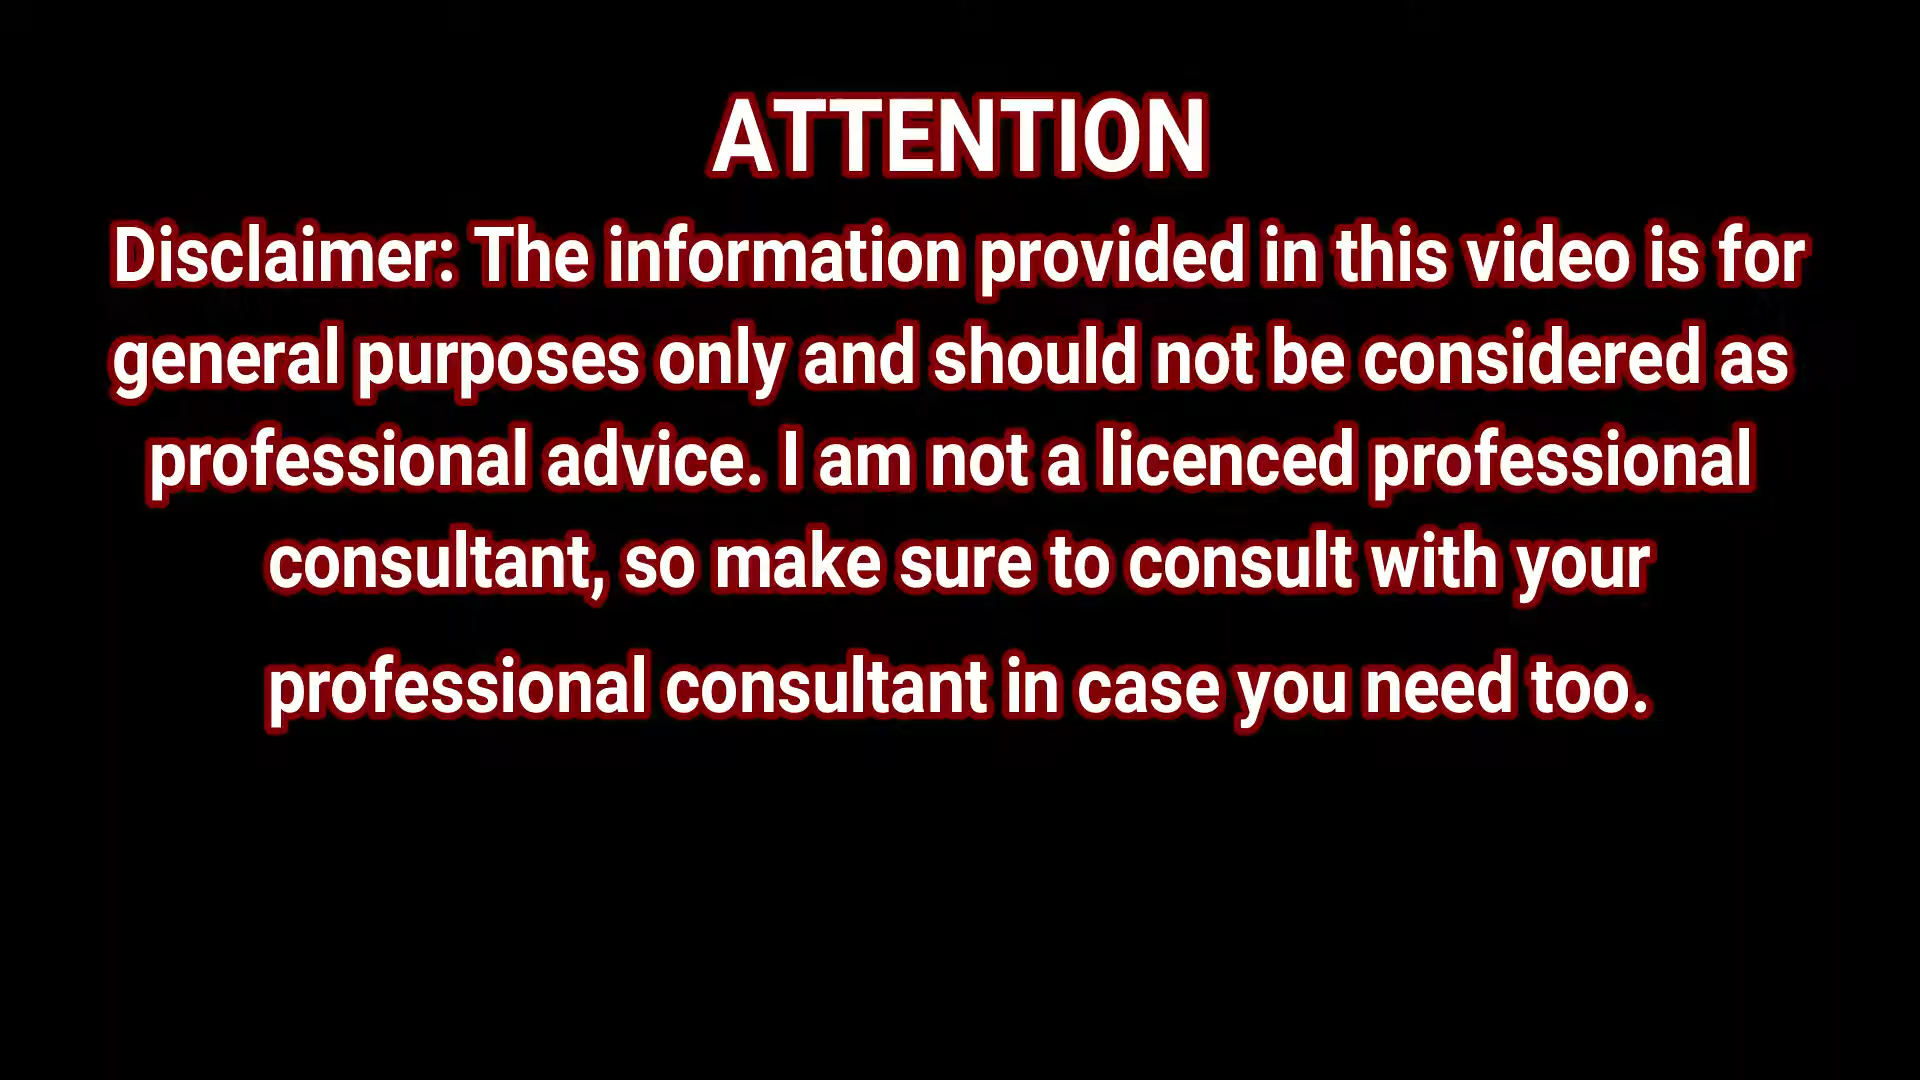 ATTENTION
Disclaimer: The information provided in this video is for
general purposes only and should not be considered as
professional advice. I am not a licenced professional
consultant, so make sure to consult with your
professional consultant in case you need too.